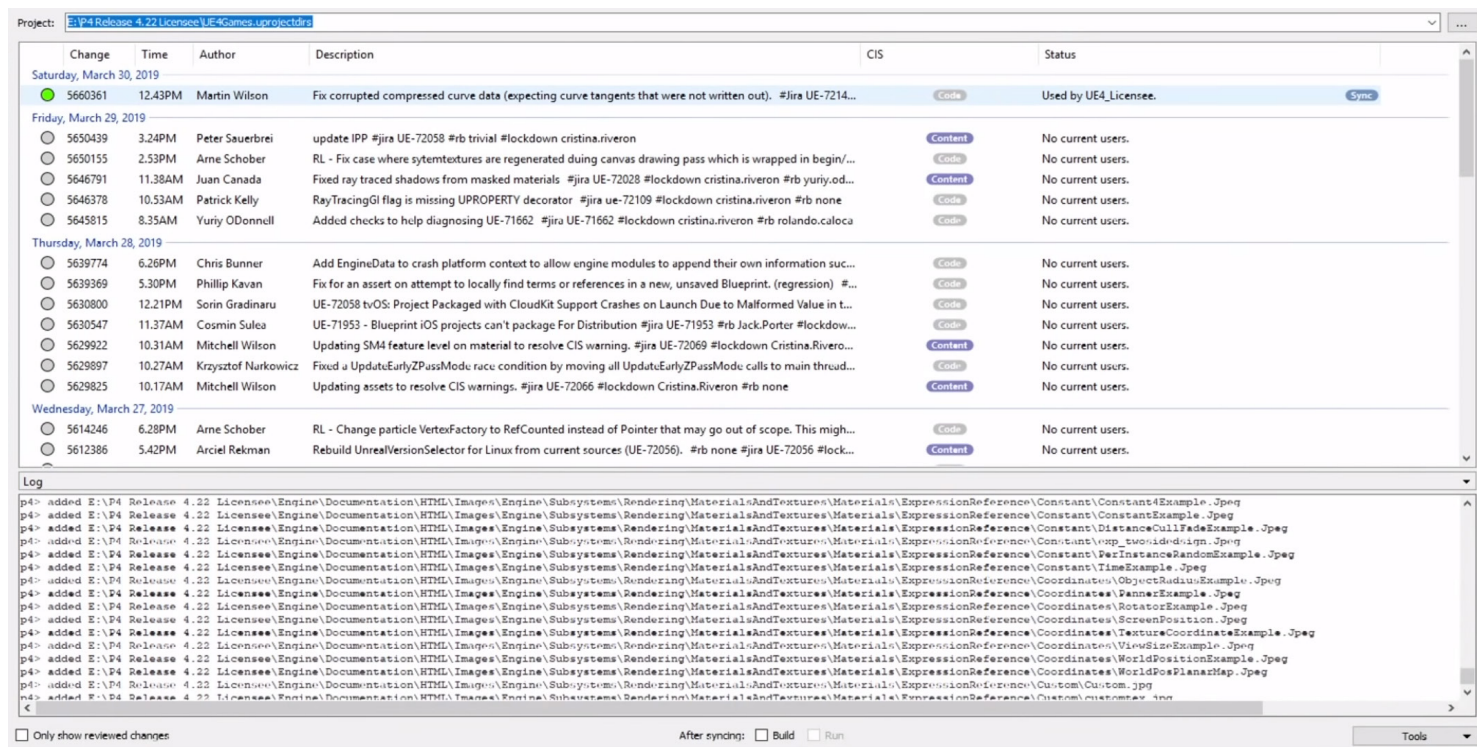 Project: E:\P4 Release 4.22 Licensee\UE4Games.uprojectdirs ...
Change Time Author Description CIS Status
Saturday, March 30, 2019
5660361 12.43PM Martin Wilson Fix corrupted compressed curve data (expecting curve tangents that were not written out). #Jira UE-7214... Code Used by UE4_Licensee. Sync
Friday, March 29, 2019
5650439 3.24PM Peter Sauerbrei update IPP #jira UE-72058 #rb trivial #lockdown cristina.riveron Content No current users.
5650155 2.53PM Arne Schober RL - Fix case where sytemtextures are regenerated duing canvas drawing pass which is wrapped in begin/... Code No current users.
5646791 11.38AM Juan Canada Fixed ray traced shadows from masked materials #jira UE-72028 #lockdown cristina.riveron #rb yuriy.od... Content No current users.
5646378 10.53AM Patrick Kelly RayTracingGI flag is missing UPROPERTY decorator #jira ue-72109 #lockdown cristina.riveron #rb none Code No current users.
5645815 8.35AM Yuriy ODonnell Added checks to help diagnosing UE-71662 #jira UE-71662 #lockdown cristina.riveron #rb rolando.caloca Code No current users.
Thursday, March 28, 2019
5639774 6.26PM Chris Bunner Add EngineData to crash platform context to allow engine modules to append their own information suc... Code No current users.
5639369 5.30PM Phillip Kavan Fix for an assert on attempt to locally find terms or references in a new, unsaved Blueprint. (regression) #... Code No current users.
5630800 12.21PM Sorin Gradinaru UE-72058 tvOS: Project Packaged with CloudKit Support Crashes on Launch Due to Malformed Value in t... Code No current users.
5630547 11.37AM Cosmin Sulea UE-71953 - Blueprint iOS projects can't package For Distribution #jira UE-71953 #rb Jack.Porter #lockdow... Code No current users.
5629922 10.31AM Mitchell Wilson Updating SM4 feature level on material to resolve CIS warning. #jira UE-72069 #lockdown Cristina.Rivero... Content No current users.
5629897 10.27AM Krzysztof Narkowicz Fixed a UpdateEarlyZPassMode race condition by moving all UpdateEarlyZPassMode calls to main thread... Code No current users.
5629825 10.17AM Mitchell Wilson Updating assets to resolve CIS warnings. #jira UE-72066 #lockdown Cristina.Riveron #rb none Content No current users.
Wednesday, March 27, 2019
5614246 6.28PM Arne Schober RL - Change particle VertexFactory to RefCounted instead of Pointer that may go out of scope. This migh... Code No current users.
5612386 5.42PM Arciel Rekman Rebuild UnrealVersionSelector for Linux from current sources (UE-72056). #rb none #jira UE-72056 #lock... Content No current users.
Log
p4> added E:\P4 Release 4.22 Licensee\Engine\Documentation\HTML\Images\Engine\Subsystems\Rendering\MaterialsAndTextures\Materials\ExpressionReference\Constant\Constant4Example.Jpeg
p4> added E:\P4 Release 4.22 Licensee\Engine\Documentation\HTML\Images\Engine\Subsystems\Rendering\MaterialsAndTextures\Materials\ExpressionReference\Constant\ConstantExample.Jpeg
p4> added E:\P4 Release 4.22 Licensee\Engine\Documentation\HTML\Images\Engine\Subsystems\Rendering\MaterialsAndTextures\Materials\ExpressionReference\Constant\DistanceCullFadeExample.Jpeg
p4> added E:\P4 Release 4.22 Licensee\Engine\Documentation\HTML\Images\Engine\Subsystems\Rendering\MaterialsAndTextures\Materials\ExpressionReference\Constant\exp_twosidedsign.Jpeg
p4> added E:\P4 Release 4.22 Licensee\Engine\Documentation\HTML\Images\Engine\Subsystems\Rendering\MaterialsAndTextures\Materials\ExpressionReference\Constant\PerInstanceRandomExample.Jpeg
p4> added E:\P4 Release 4.22 Licensee\Engine\Documentation\HTML\Images\Engine\Subsystems\Rendering\MaterialsAndTextures\Materials\ExpressionReference\Constant\TimeExample.Jpeg
p4> added E:\P4 Release 4.22 Licensee\Engine\Documentation\HTML\Images\Engine\Subsystems\Rendering\MaterialsAndTextures\Materials\ExpressionReference\Coordinates\ObjectRadiusExample.Jpeg
p4> added E:\P4 Release 4.22 Licensee\Engine\Documentation\HTML\Images\Engine\Subsystems\Rendering\MaterialsAndTextures\Materials\ExpressionReference\Coordinates\PannerExample.Jpeg
p4> added E:\P4 Release 4.22 Licensee\Engine\Documentation\HTML\Images\Engine\Subsystems\Rendering\MaterialsAndTextures\Materials\ExpressionReference\Coordinates\RotatorExample.Jpeg
p4> added E:\P4 Release 4.22 Licensee\Engine\Documentation\HTML\Images\Engine\Subsystems\Rendering\MaterialsAndTextures\Materials\ExpressionReference\Coordinates\ScreenPosition.Jpeg
p4> added E:\P4 Release 4.22 Licensee\Engine\Documentation\HTML\Images\Engine\Subsystems\Rendering\MaterialsAndTextures\Materials\ExpressionReference\Coordinates\TextureCoordinateExample.Jpeg
p4> added E:\P4 Release 4.22 Licensee\Engine\Documentation\HTML\Images\Engine\Subsystems\Rendering\MaterialsAndTextures\Materials\ExpressionReference\Coordinates\ViewSizeExample.Jpeg
p4> added E:\P4 Release 4.22 Licensee\Engine\Documentation\HTML\Images\Engine\Subsystems\Rendering\MaterialsAndTextures\Materials\ExpressionReference\Coordinates\WorldPositionExample.Jpeg
p4> added E:\P4 Release 4.22 Licensee\Engine\Documentation\HTML\Images\Engine\Subsystems\Rendering\MaterialsAndTextures\Materials\ExpressionReference\Coordinates\WorldPosPlanarMap.Jpeg
p4> added E:\P4 Release 4.22 Licensee\Engine\Documentation\HTML\Images\Engine\Subsystems\Rendering\MaterialsAndTextures\Materials\ExpressionReference\Custom\Custom.jpg
p4> added E:\P4 Release 4.22 Licensee\Engine\Documentation\HTML\Images\Engine\Subsystems\Rendering\MaterialsAndTextures\Materials\ExpressionReference\Custom\customtex.jpg
Only show reviewed changes After syncing: Build Run Tools